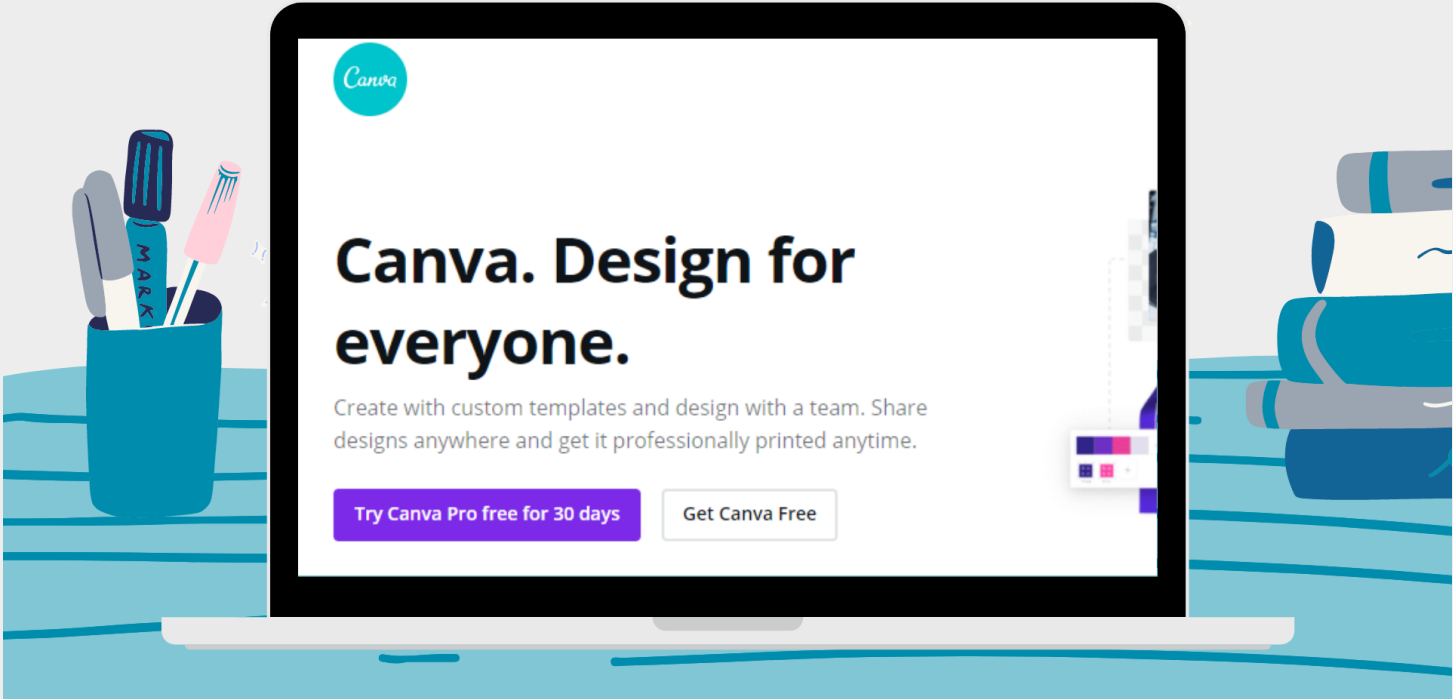 Canva
MARK
Canva. Design for
everyone.
Create with custom templates and design with a team. Share
designs anywhere and get it professionally printed anytime.
Try Canva Pro free for 30 days
Get Canva Free